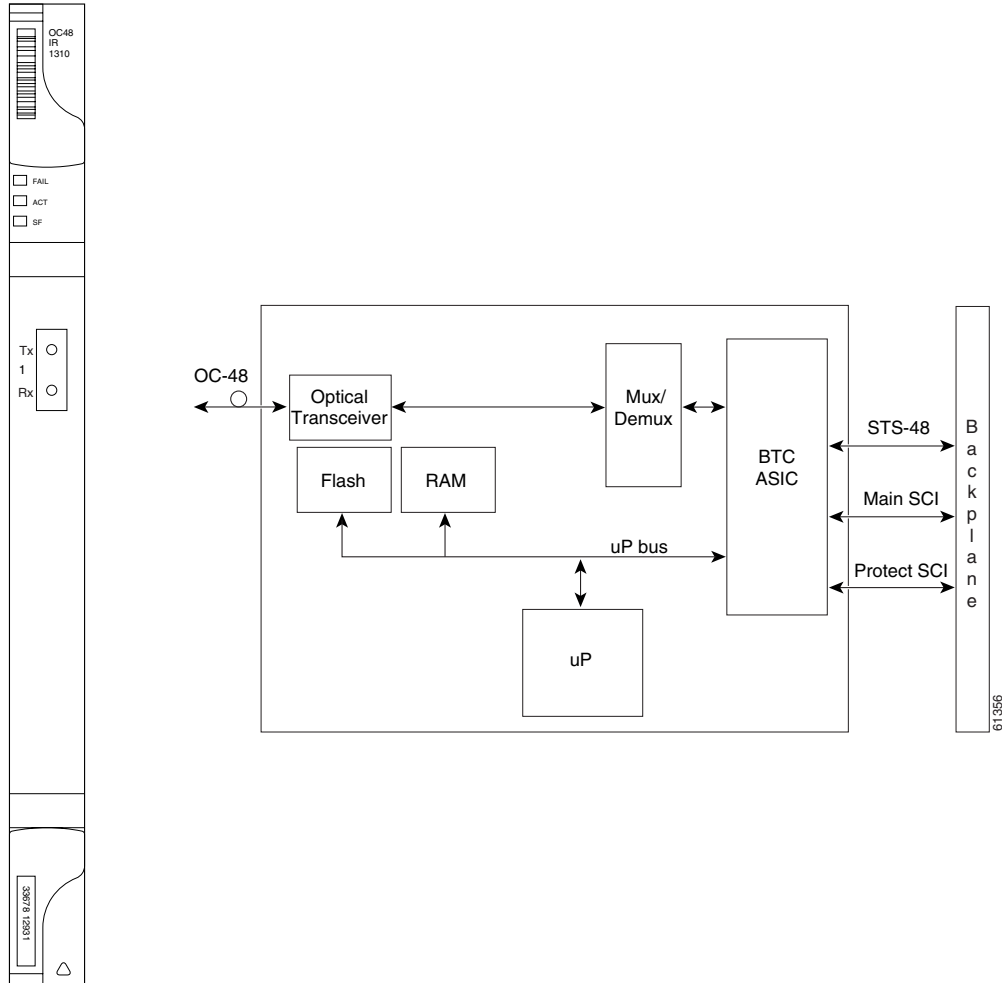 OC48
IR
1310
FAIL
ACT
SF
Tx
1
Rx
33678 12931
OC-48
Optical
Transceiver
Mux/
Demux
BTC
ASIC
Flash
RAM
uP bus
uP
STS-48
Main SCI
Protect SCI
Backplane
61356